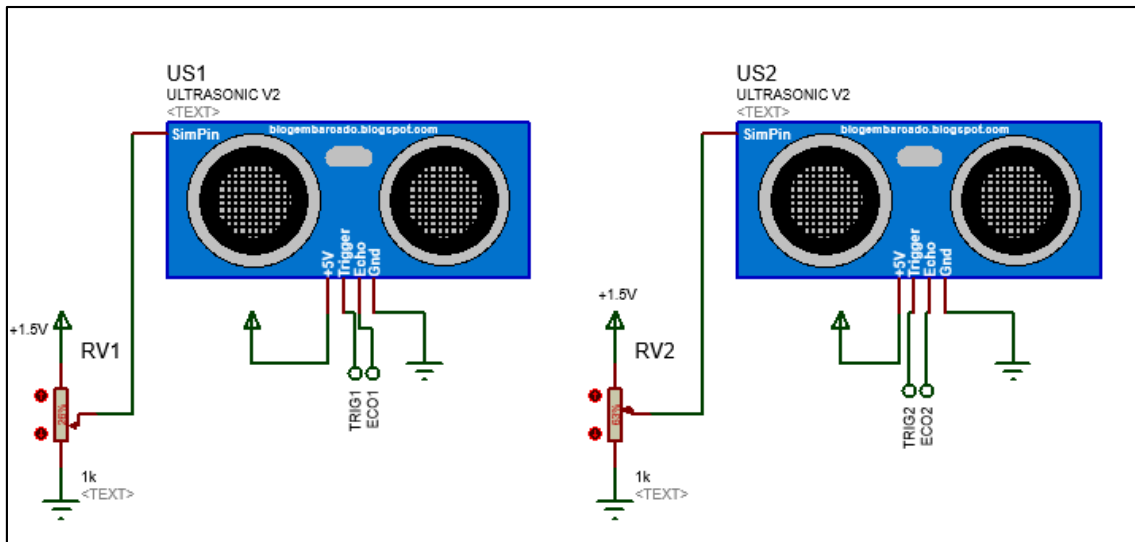 US1
ULTRASONIC V2
<TEXT>
SimPin
blogembarcado.blogspot.com
+5V
Trigger
Echo
Gnd
+1.5V
RV1
26%
1k
<TEXT>
TRIG1
ECO1
US2
ULTRASONIC V2
<TEXT>
SimPin
blogembarcado.blogspot.com
+5V
Trigger
Echo
Gnd
+1.5V
RV2
63%
1k
<TEXT>
TRIG2
ECO2